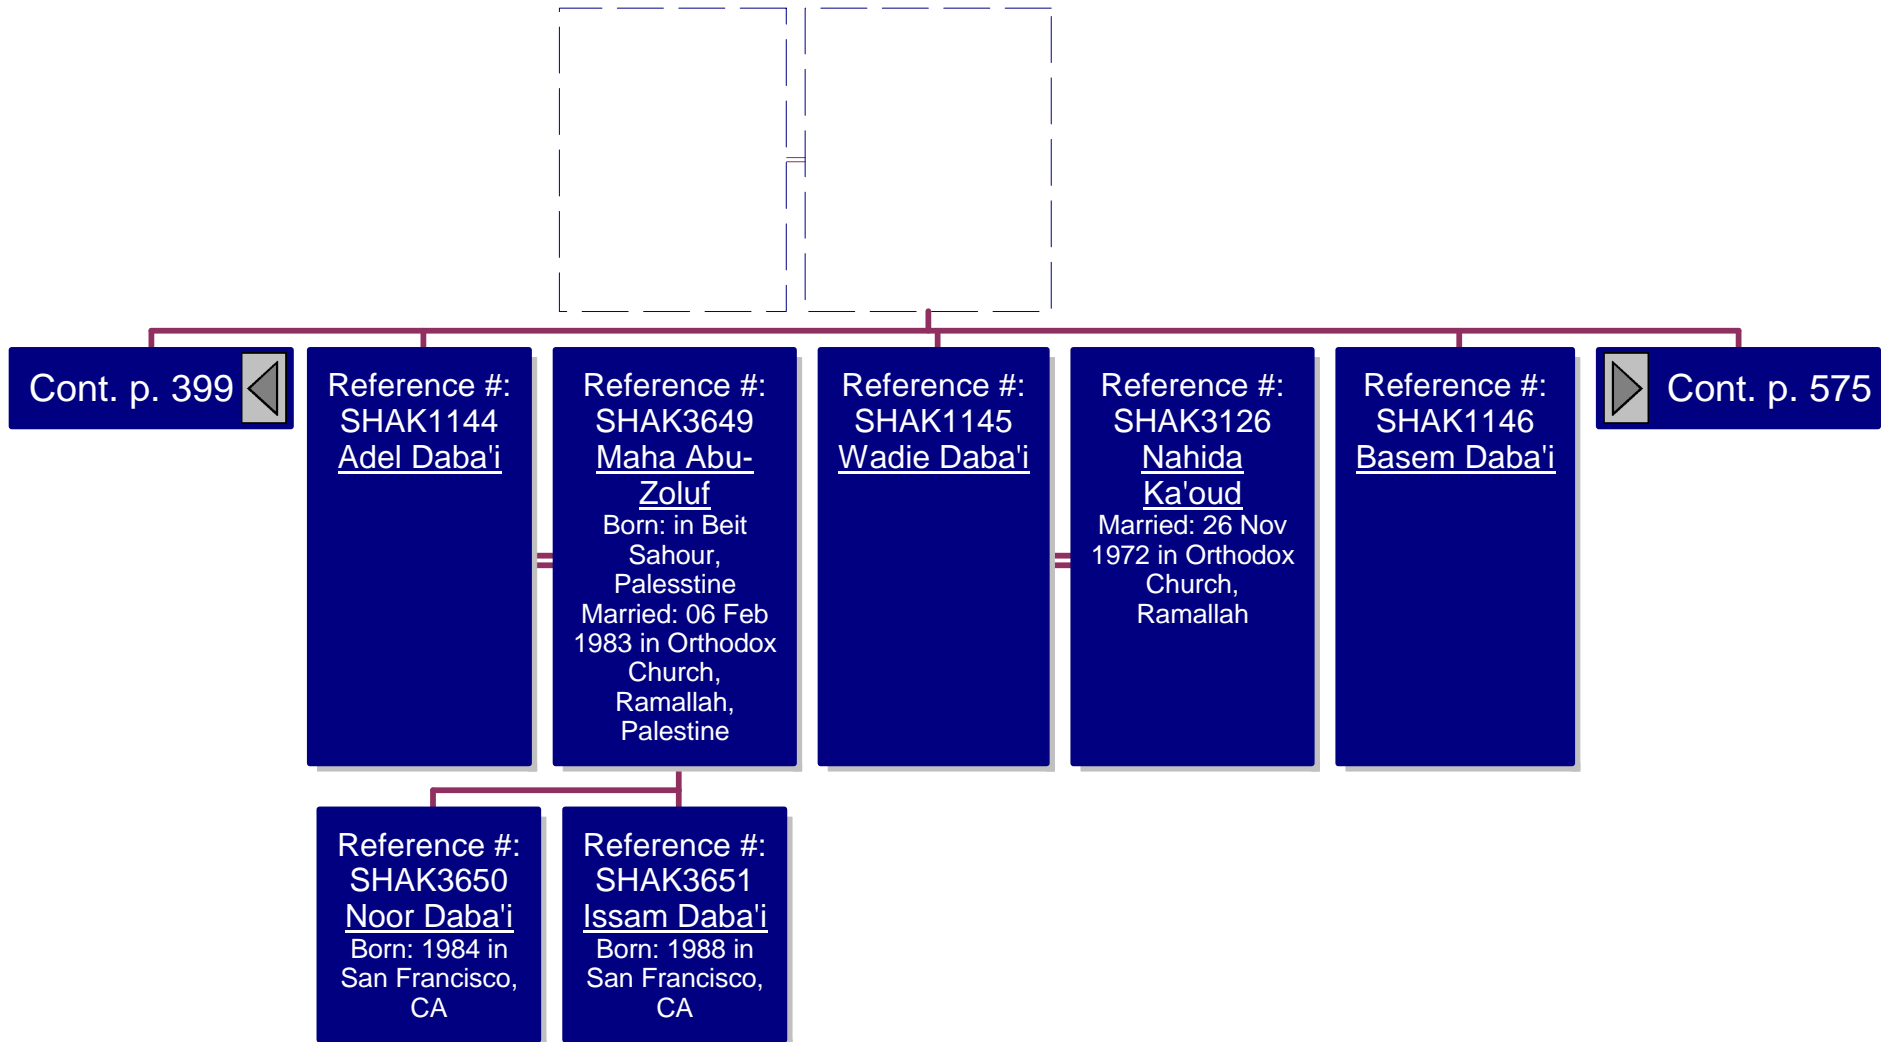 Cont. p. 399
Reference #:
SHAK1144
Adel Daba'i
Reference #:
SHAK3649
Maha Abu-
Zoluf
Born: in Beit
Sahour,
Palesstine
Married: 06 Feb
1983 in Orthodox
Church,
Ramallah,
Palestine
Reference #:
SHAK1145
Wadie Daba'i
Reference #:
SHAK3126
Nahida
Ka'oud
Married: 26 Nov
1972 in Orthodox
Church,
Ramallah
Reference #:
SHAK1146
Basem Daba'i
Cont. p. 575
Reference #:
SHAK3650
Noor Daba'i
Born: 1984 in
San Francisco,
CA
Reference #:
SHAK3651
Issam Daba'i
Born: 1988 in
San Francisco,
CA